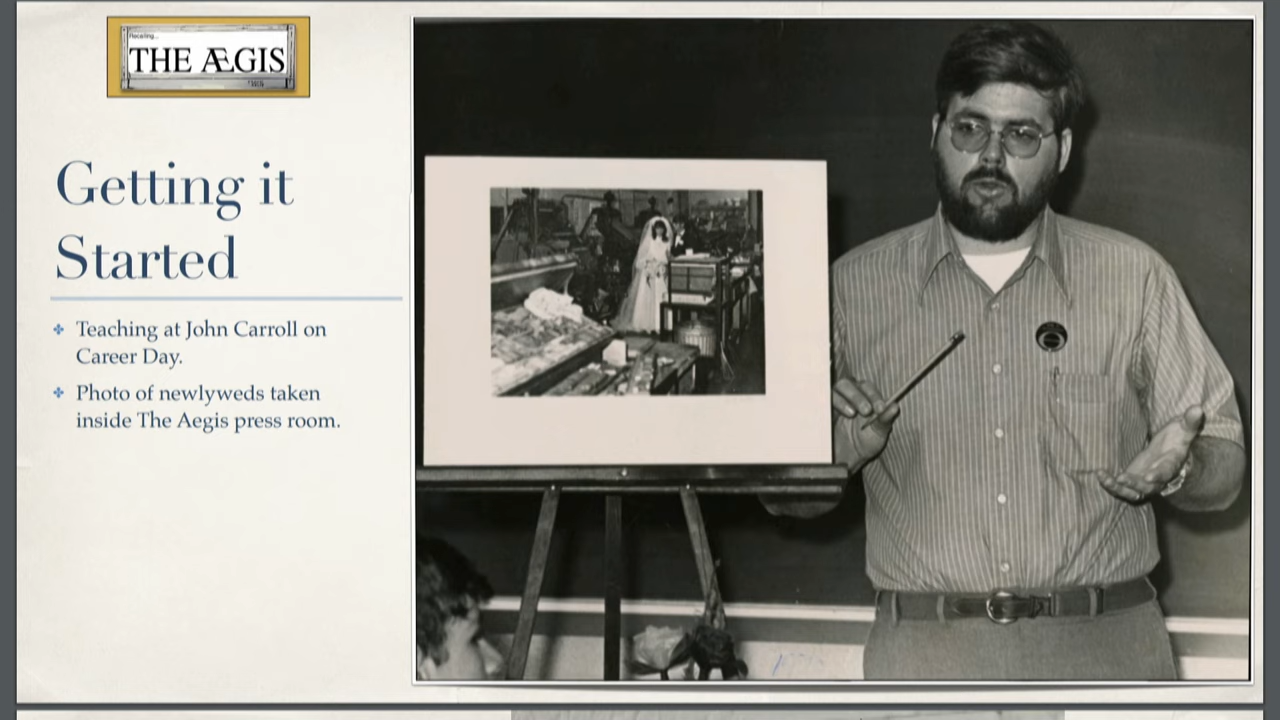 Recalling...
THE ÆGIS
Getting it
Started
Teaching at John Carroll on
Career Day.
Photo of newlyweds taken
inside The Aegis press room.